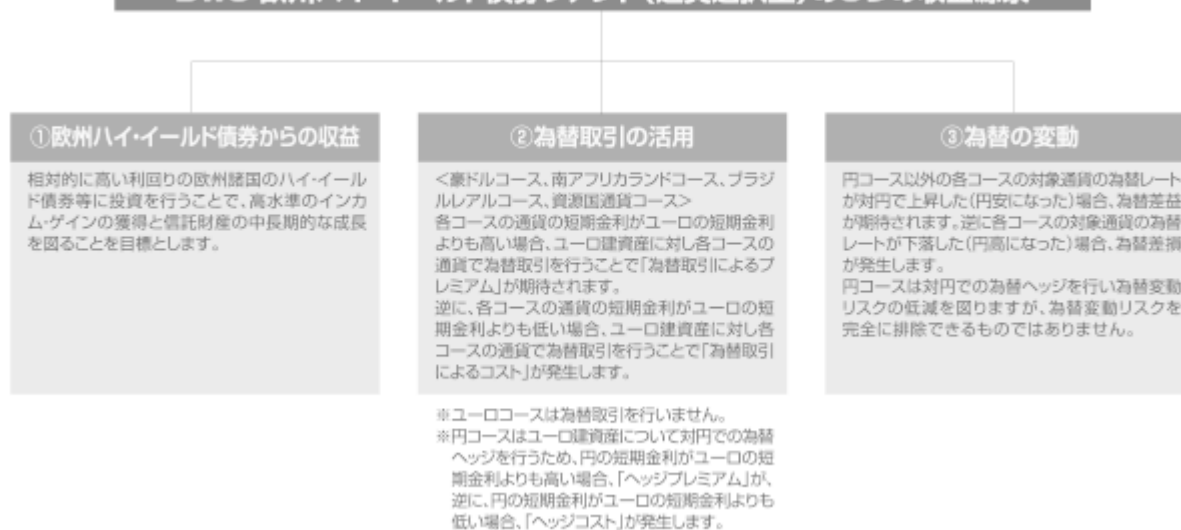 ①欧州ハイ・イールド債券からの収益
相対的に高い利回りの欧州諸国のハイ・イール
ド債券等に投資を行うことで、高水準のインカ
ム・ゲインの獲得と信託財産の中長期的な成長
を図ることを目標とします。
②為替取引の活用
<豪ドルコース、南アフリカランドコース、ブラジ
ルレアルコース、資源国通貨コース>
各コースの通貨の短期金利がユーロの短期金利
よりも高い場合、ユーロ建資産に対し各コースの
通貨で為替取引を行うことで「為替取引によるプ
レミアム」が期待されます。
逆に、各コースの通貨の短期金利がユーロの短
期金利よりも低い場合、ユーロ建資産に対し各
コースの通貨で為替取引を行うことで「為替取引
によるコスト」が発生します。
※ユーロコースは為替取引を行いません。
※円コースはユーロ建資産について対円での為替
ヘッジを行うため、円の短期金利がユーロの短
期金利よりも高い場合、「ヘッジプレミアム」が、
逆に、円の短期金利がユーロの短期金利よりも
低い場合、「ヘッジコスト」が発生します。
③為替の変動
円コース以外の各コースの対象通貨の為替レート
が対円で上昇した(円安になった)場合、為替差益
が期待されます。逆に各コースの対象通貨の為替
レートが下落した(円高になった)場合、為替差損
が発生します。
円コースは対円での為替ヘッジを行い為替変動
リスクの低減を図りますが、為替変動リスクを
完全に排除できるものではありません。